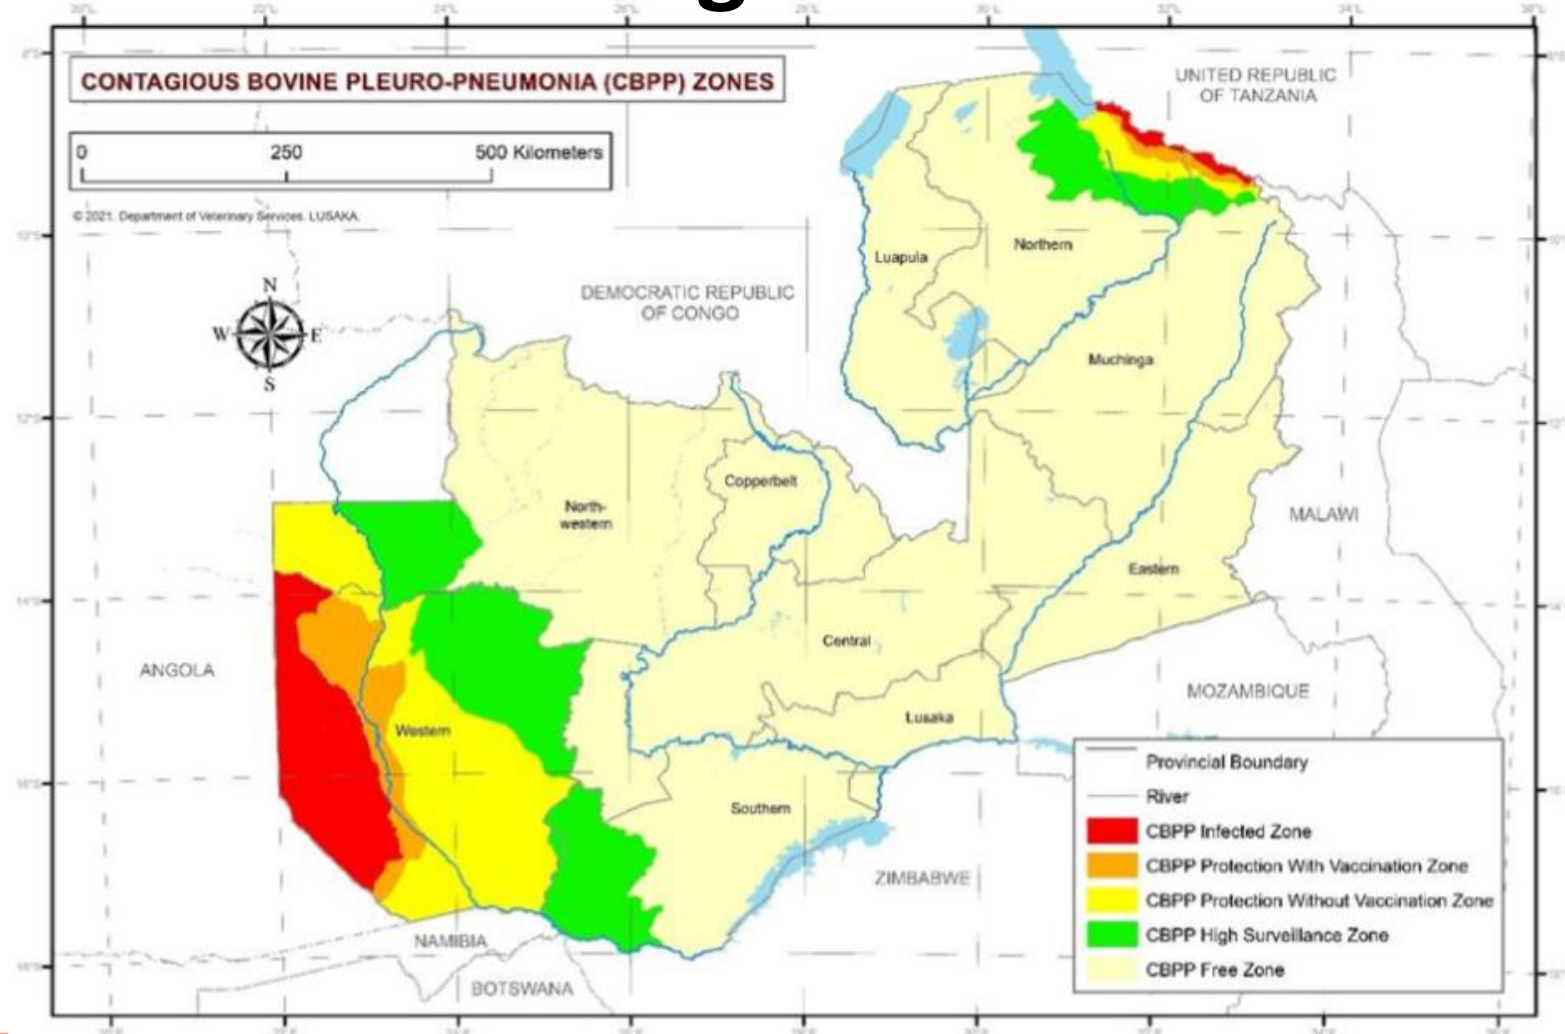 CONTAGIOUS BOVINE PLEURO-PNEUMONIA (CBPP) ZONES
0 250 500 Kilometers
© 2021. Department of Veterinary Services. LUSAKA.
N
W E
S
UNITED REPUBLIC
OF TANZANIA
Luapula
Northern
DEMOCRATIC REPUBLIC
OF CONGO
Muchinga
Copperbelt
North-
western
MALAWI
Eastern
Central
ANGOLA
MOZAMBIQUE
Lusaka
Western
Southern
ZIMBABWE
NAMIBIA
BOTSWANA
Provincial Boundary
River
CBPP Infected Zone
CBPP Protection With Vaccination Zone
CBPP Protection Without Vaccination Zone
CBPP High Surveillance Zone
CBPP Free Zone